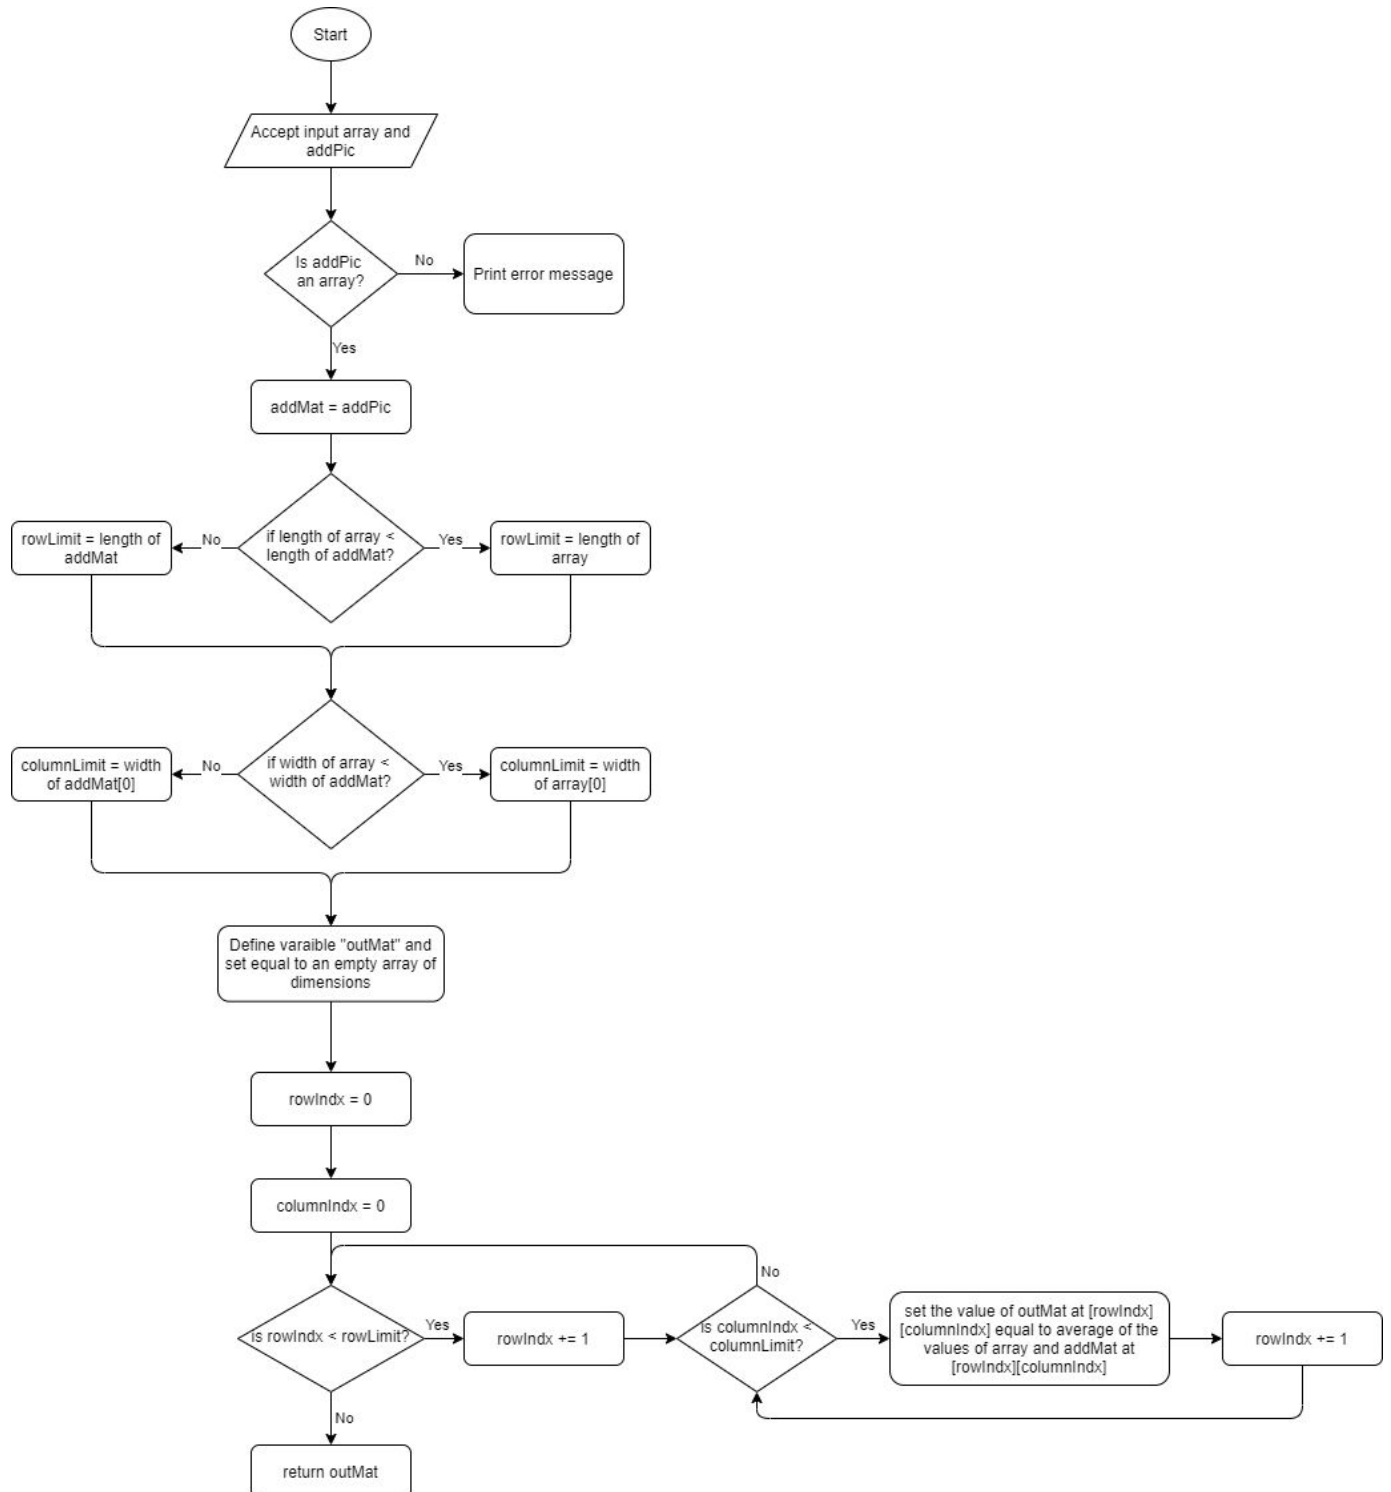 Start
Accept input array and
addPic
Is addPic
an array?
No
Print error message
Yes
addMat = addPic
rowLimit = length of
addMat
No
if length of array <
length of addMat?
Yes
rowLimit = length of
array
columnLimit = width
of addMat[0]
No
if width of array <
width of addMat?
Yes
columnLimit = width
of array[0]
Define varaible "outMat" and
set equal to an empty array of
dimensions
rowIndx = 0
columnIndx = 0
is rowIndx < rowLimit?
Yes
rowIndx += 1
No
is columnIndx <
columnLimit?
Yes
set the value of outMat at [rowIndx]
[columnIndx] equal to average of the
values of array and addMat at
[rowIndx][columnIndx]
rowIndx += 1
No
return outMat